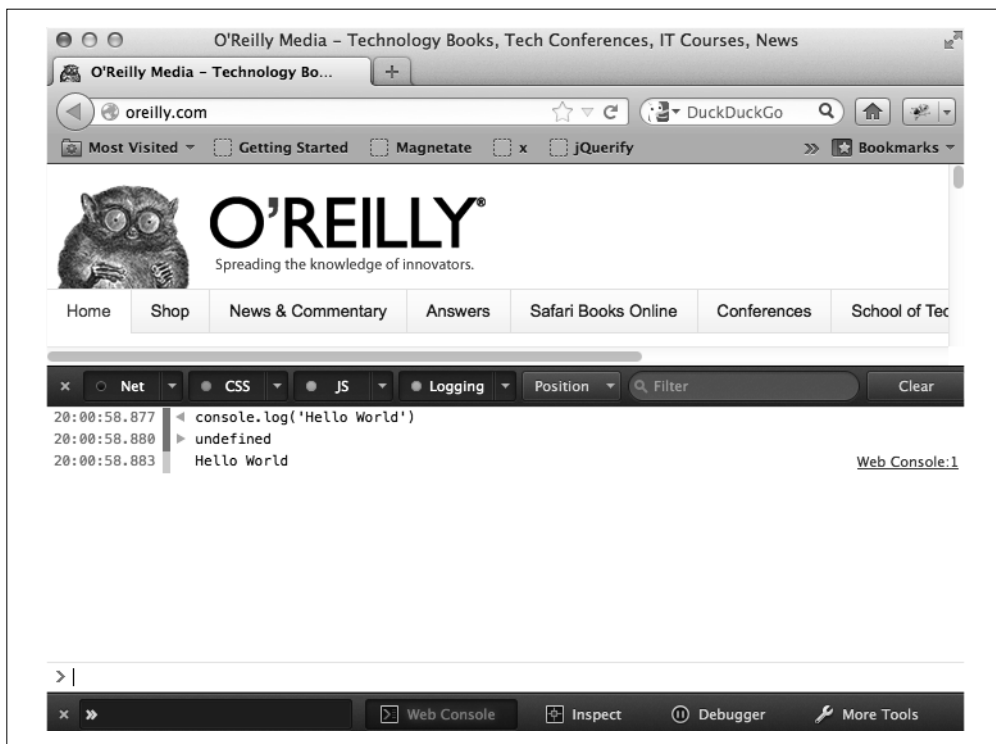 O'Reilly Media – Technology Books, Tech Conferences, IT Courses, News
O'Reilly Media – Technology Bo...
oreilly.com
DuckDuckGo
Most Visited
Getting Started
Magnetate
x
jQuerify
Bookmarks
O'REILLY®
Spreading the knowledge of innovators.
Home Shop News & Commentary Answers Safari Books Online Conferences School of Tec
× Net CSS JS Logging Position Filter Clear
20:00:58.877 console.log('Hello World')
20:00:58.880 undefined
20:00:58.883 Hello World Web Console:1
>
× » Web Console Inspect Debugger More Tools